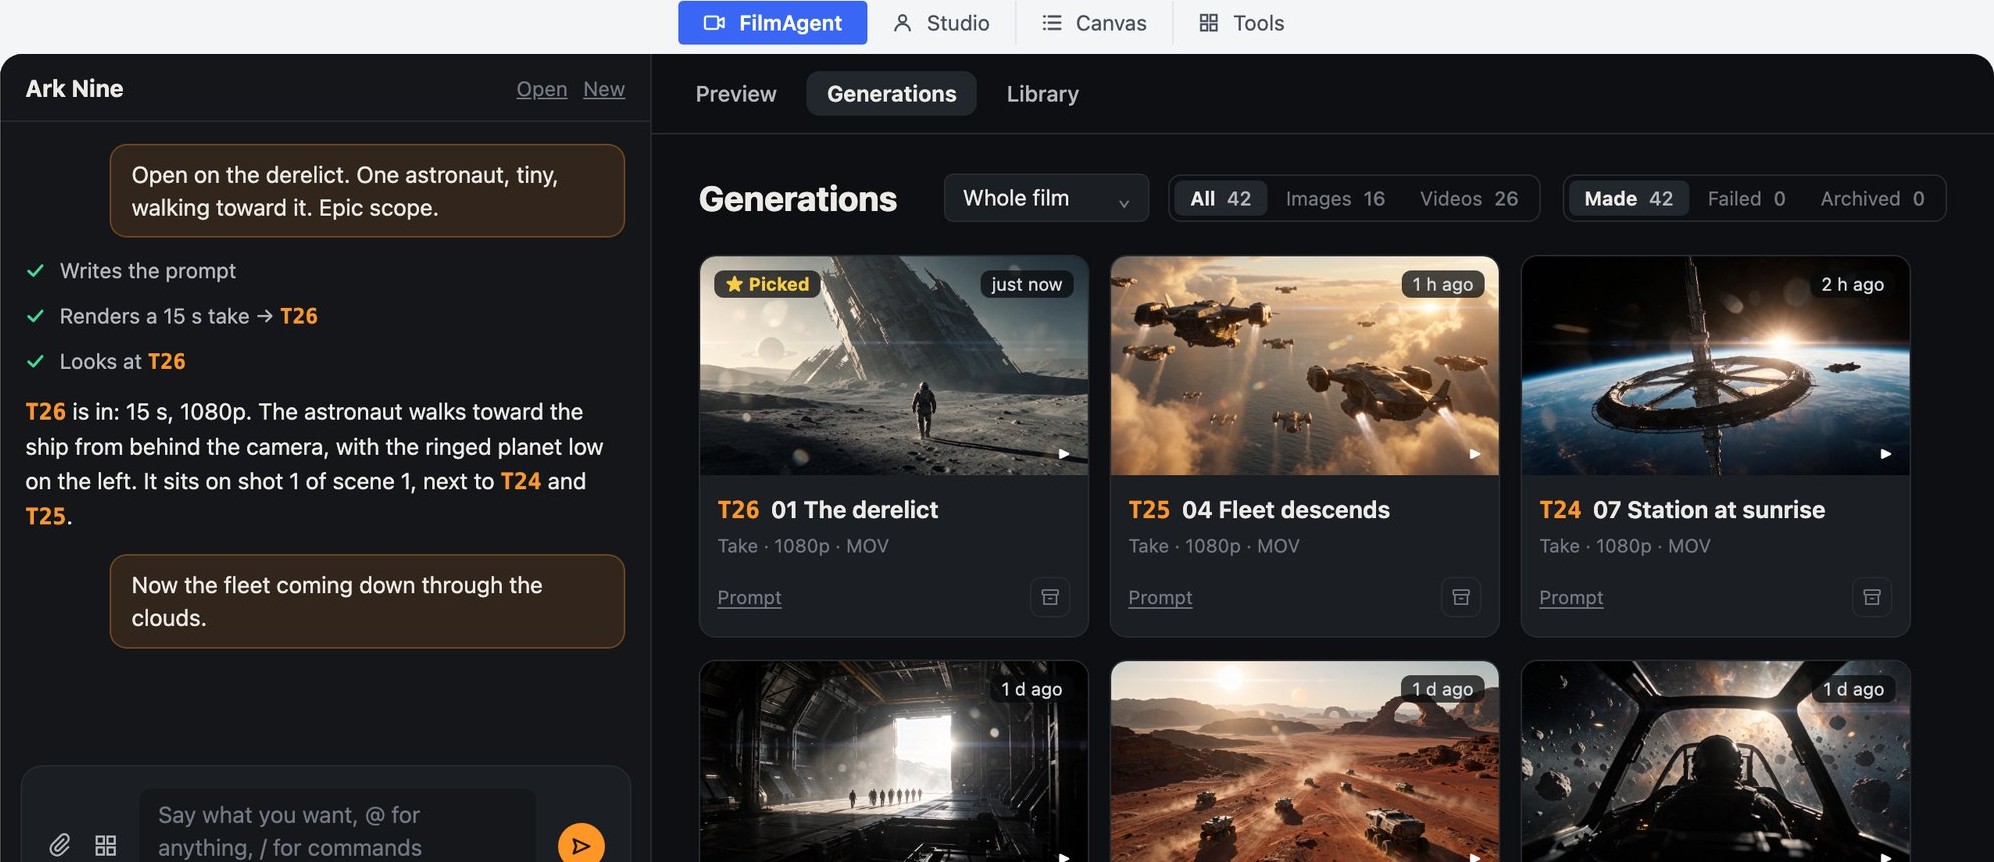 FilmAgent
Studio
Canvas
Tools
Ark Nine
Open
New
Open on the derelict. One astronaut, tiny,
walking toward it. Epic scope.
Writes the prompt
Renders a 15 s take → T26
Looks at T26
T26 is in: 15 s, 1080p. The astronaut walks toward the
ship from behind the camera, with the ringed planet low
on the left. It sits on shot 1 of scene 1, next to T24 and
T25.
Now the fleet coming down through the
clouds.
Say what you want, @ for
anything, / for commands
Preview
Generations
Library
Generations
Whole film
All 42
Images 16
Videos 26
Made 42
Failed 0
Archived 0
Picked
just now
T26 01 The derelict
Take · 1080p · MOV
Prompt
1 h ago
T25 04 Fleet descends
Take · 1080p · MOV
Prompt
2 h ago
T24 07 Station at sunrise
Take · 1080p · MOV
Prompt
1 d ago
1 d ago
1 d ago